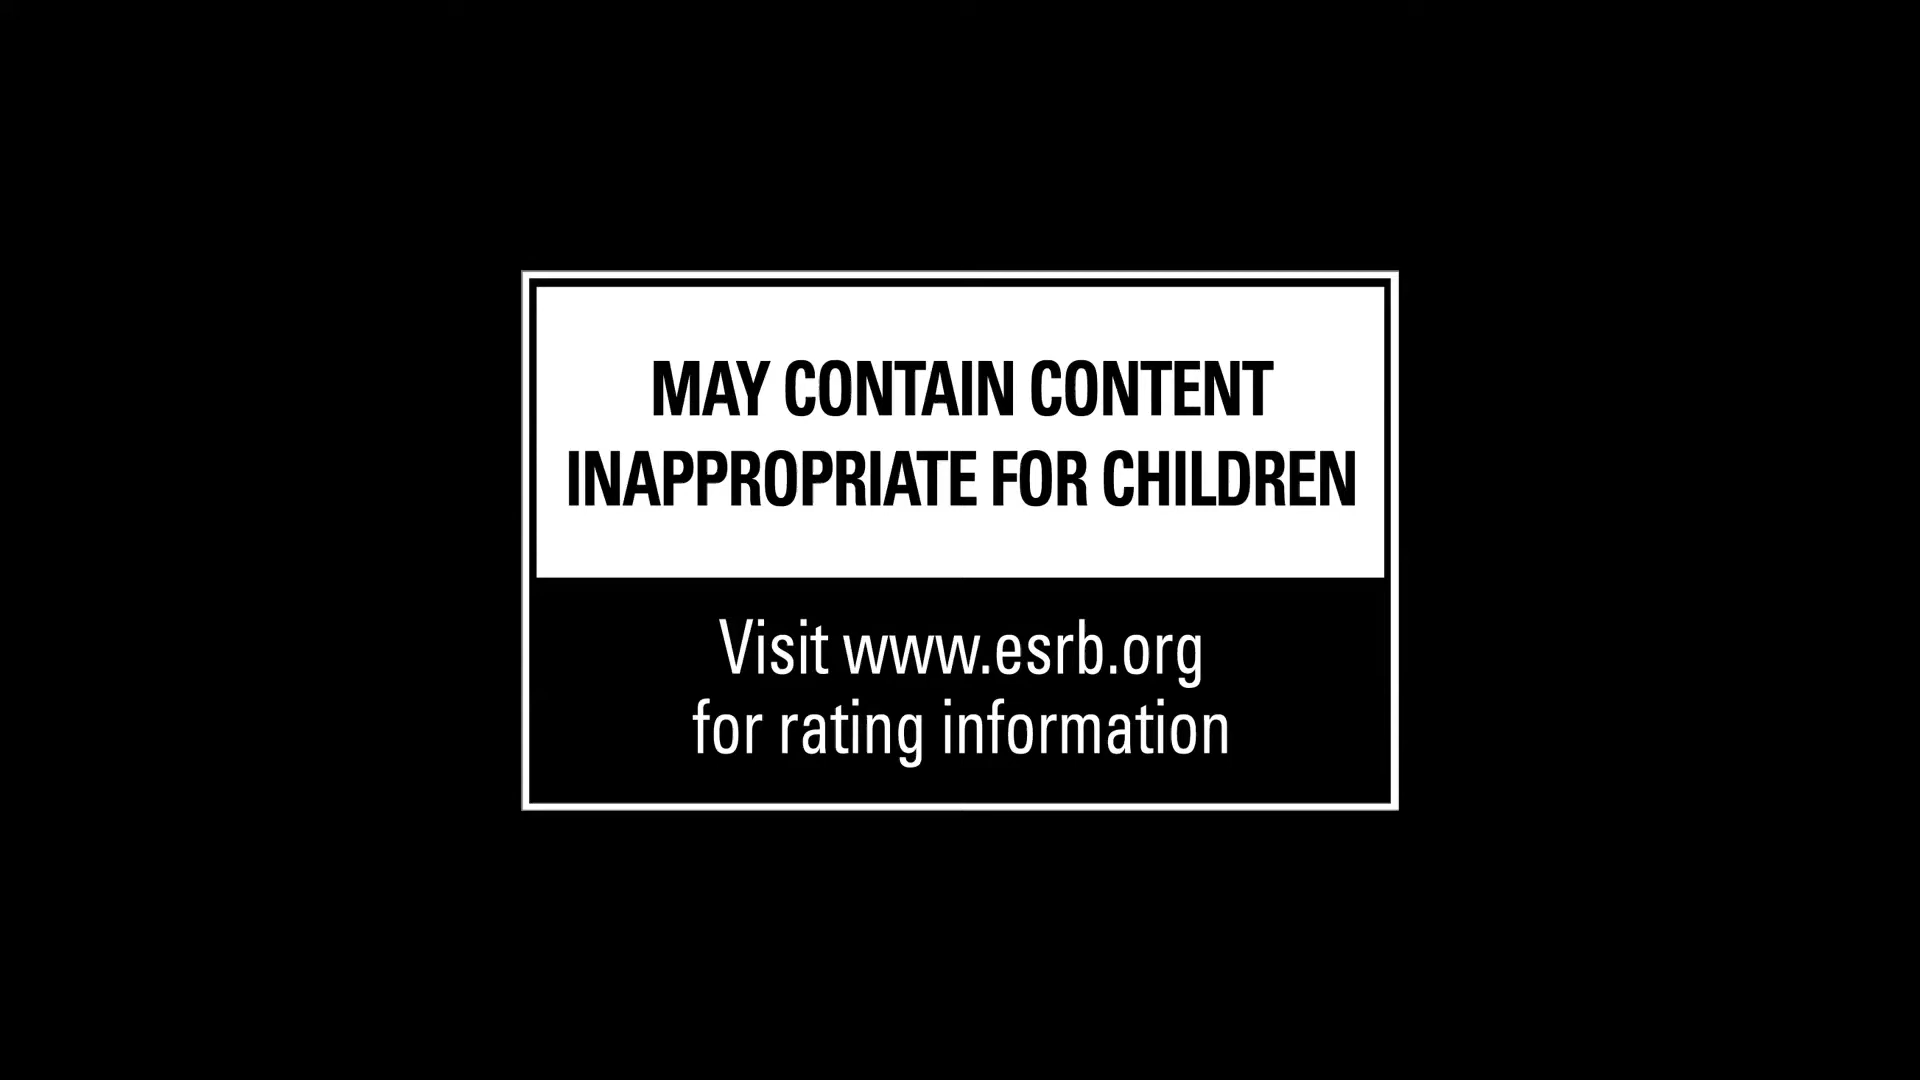 MAY CONTAIN CONTENT
INAPPROPRIATE FOR CHILDREN
Visit www.esrb.org
for rating information